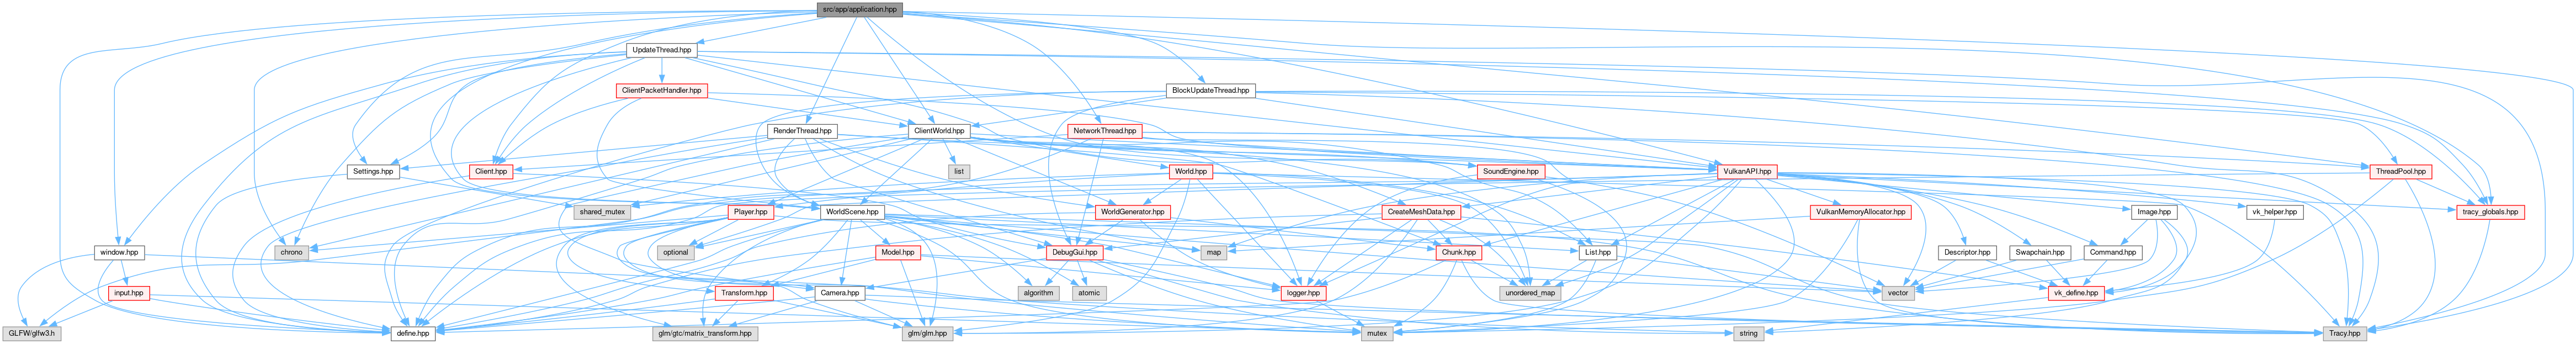 src/app/application.hpp
UpdateThread.hpp
ClientPacketHandler.hpp
BlockUpdateThread.hpp
RenderThread.hpp
ClientWorld.hpp
NetworkThread.hpp
Settings.hpp
Client.hpp
list
World.hpp
SoundEngine.hpp
VulkanAPI.hpp
ThreadPool.hpp
shared_mutex
Player.hpp
WorldScene.hpp
WorldGenerator.hpp
CreateMeshData.hpp
VulkanMemoryAllocator.hpp
Image.hpp
vk_helper.hpp
tracy_globals.hpp
window.hpp
chrono
optional
Model.hpp
DebugGui.hpp
map
Chunk.hpp
List.hpp
Descriptor.hpp
Swapchain.hpp
Command.hpp
input.hpp
Transform.hpp
Camera.hpp
algorithm
atomic
logger.hpp
unordered_map
vector
vk_define.hpp
GLFW/glfw3.h
define.hpp
glm/gtc/matrix_transform.hpp
glm/glm.hpp
mutex
string
Tracy.hpp